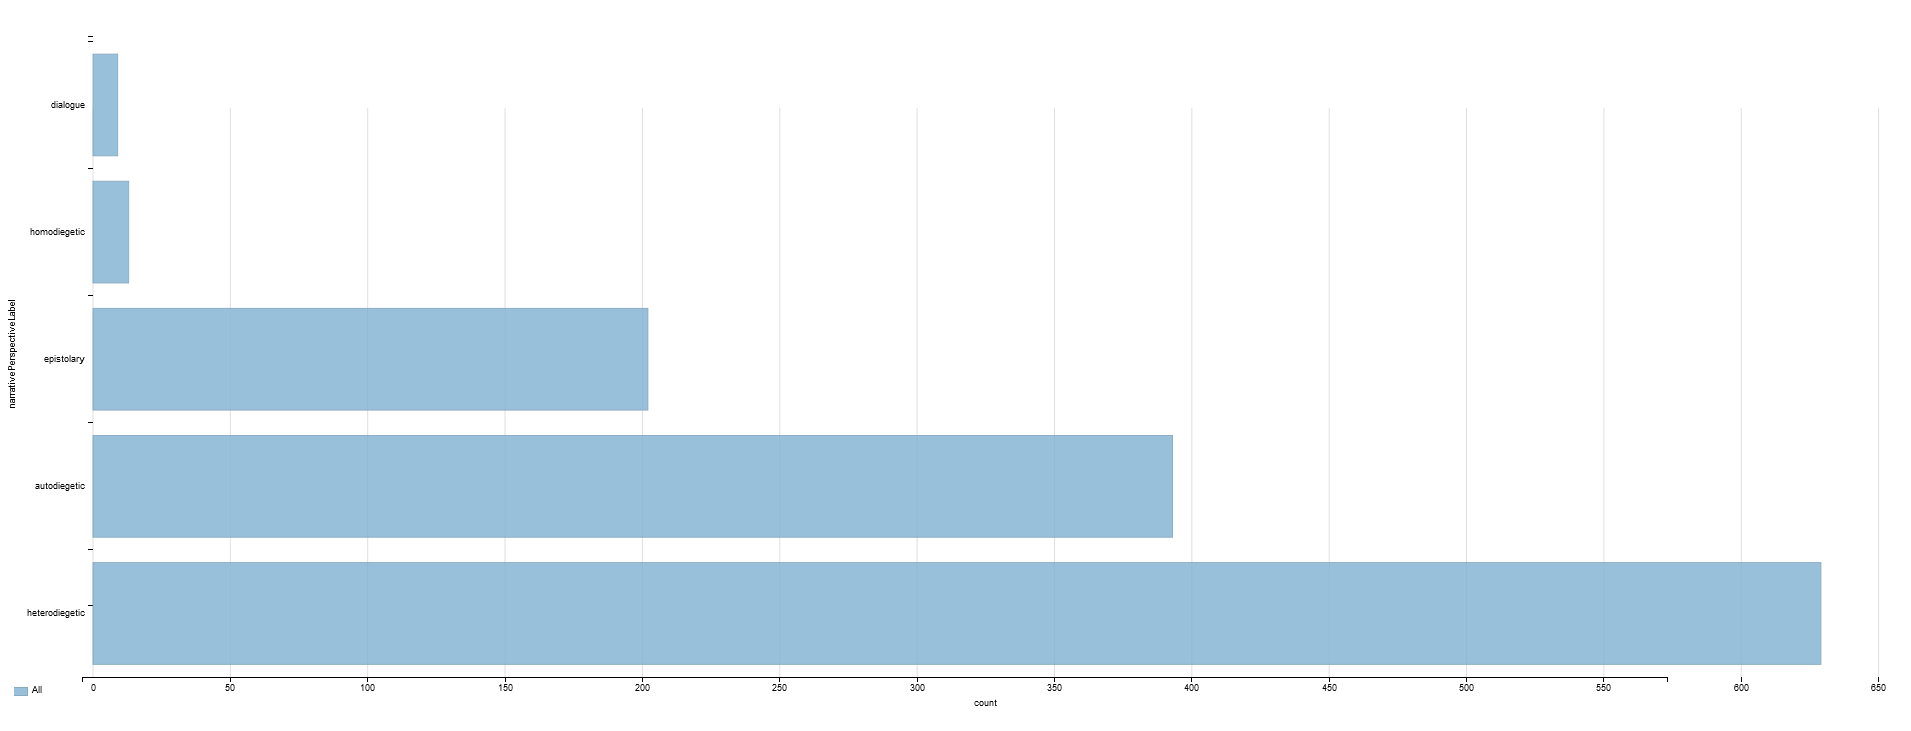 narrativePerspectiveLabel
dialogue
homodiegetic
epistolary
autodiegetic
heterodiegetic
0 50 100 150 200 250 300 350 400 450 500 550 600 650
count
All